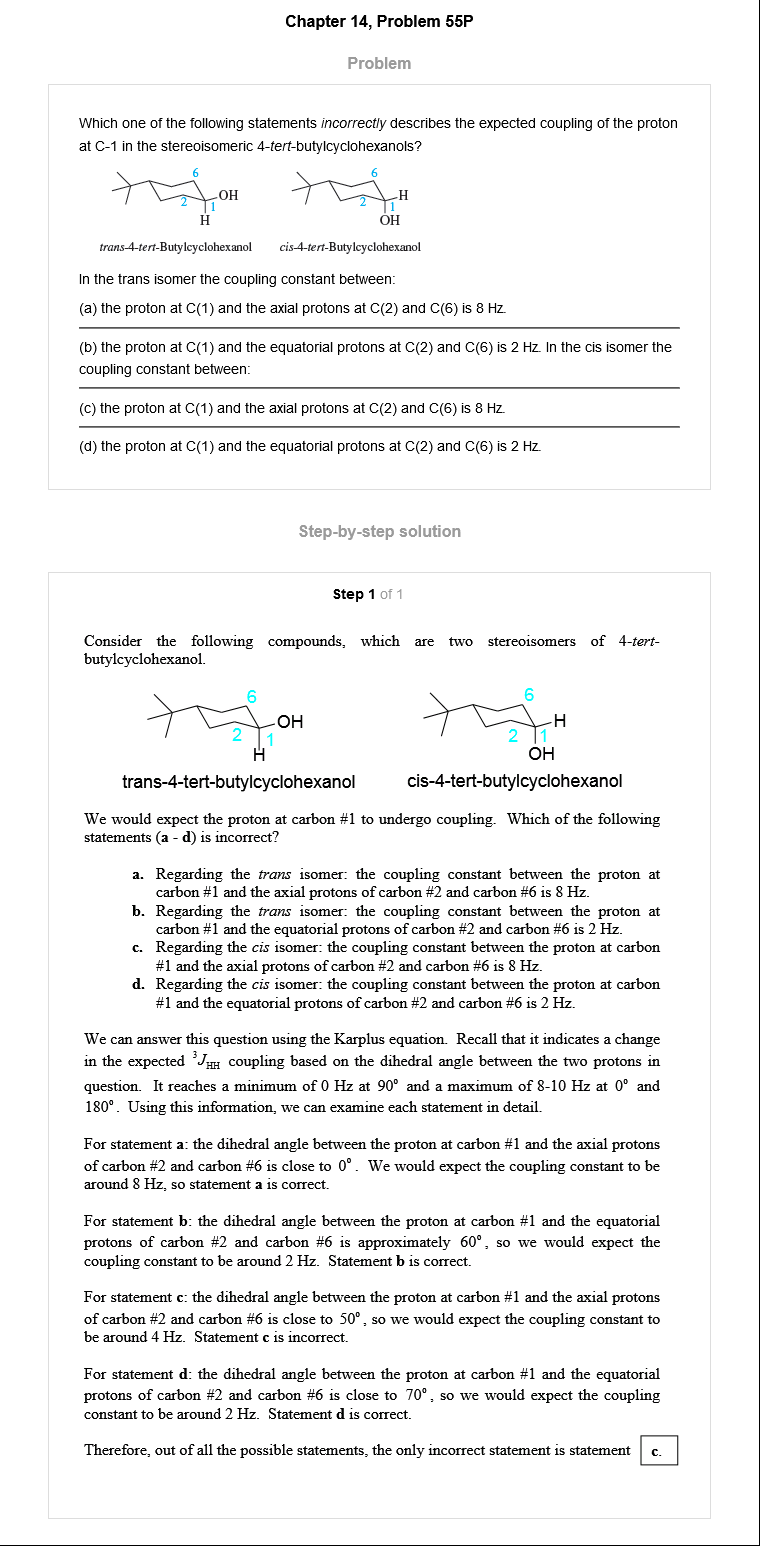 Chapter 14, Problem 55P
Problem
Which one of the following statements incorrectly describes the expected coupling of the proton
at C-1 in the stereoisomeric 4-tert-butylcyclohexanols?
6
OH
2
1
H
6
H
2
1
OH
trans-4-tert-Butylcyclohexanol
cis-4-tert-Butylcyclohexanol
In the trans isomer the coupling constant between:
(a) the proton at C(1) and the axial protons at C(2) and C(6) is 8 Hz.
(b) the proton at C(1) and the equatorial protons at C(2) and C(6) is 2 Hz. In the cis isomer the
coupling constant between:
(c) the proton at C(1) and the axial protons at C(2) and C(6) is 8 Hz.
(d) the proton at C(1) and the equatorial protons at C(2) and C(6) is 2 Hz.
Step-by-step solution
Step 1 of 1
Consider the following compounds, which are two stereoisomers of 4-tert-
butylcyclohexanol.
6
OH
2
1
H
6
H
2
1
OH
trans-4-tert-butylcyclohexanol
cis-4-tert-butylcyclohexanol
We would expect the proton at carbon #1 to undergo coupling. Which of the following
statements (a - d) is incorrect?
a. Regarding the trans isomer: the coupling constant between the proton at
carbon #1 and the axial protons of carbon #2 and carbon #6 is 8 Hz.
b. Regarding the trans isomer: the coupling constant between the proton at
carbon #1 and the equatorial protons of carbon #2 and carbon #6 is 2 Hz.
c. Regarding the cis isomer: the coupling constant between the proton at carbon
#1 and the axial protons of carbon #2 and carbon #6 is 8 Hz.
d. Regarding the cis isomer: the coupling constant between the proton at carbon
#1 and the equatorial protons of carbon #2 and carbon #6 is 2 Hz.
We can answer this question using the Karplus equation. Recall that it indicates a change
in the expected ³J_HH coupling based on the dihedral angle between the two protons in
question. It reaches a minimum of 0 Hz at 90° and a maximum of 8-10 Hz at 0° and
180°. Using this information, we can examine each statement in detail.
For statement a: the dihedral angle between the proton at carbon #1 and the axial protons
of carbon #2 and carbon #6 is close to 0°. We would expect the coupling constant to be
around 8 Hz, so statement a is correct.
For statement b: the dihedral angle between the proton at carbon #1 and the equatorial
protons of carbon #2 and carbon #6 is approximately 60°, so we would expect the
coupling constant to be around 2 Hz. Statement b is correct.
For statement c: the dihedral angle between the proton at carbon #1 and the axial protons
of carbon #2 and carbon #6 is close to 50°, so we would expect the coupling constant to
be around 4 Hz. Statement c is incorrect.
For statement d: the dihedral angle between the proton at carbon #1 and the equatorial
protons of carbon #2 and carbon #6 is close to 70°, so we would expect the coupling
constant to be around 2 Hz. Statement d is correct.
Therefore, out of all the possible statements, the only incorrect statement is statement c.